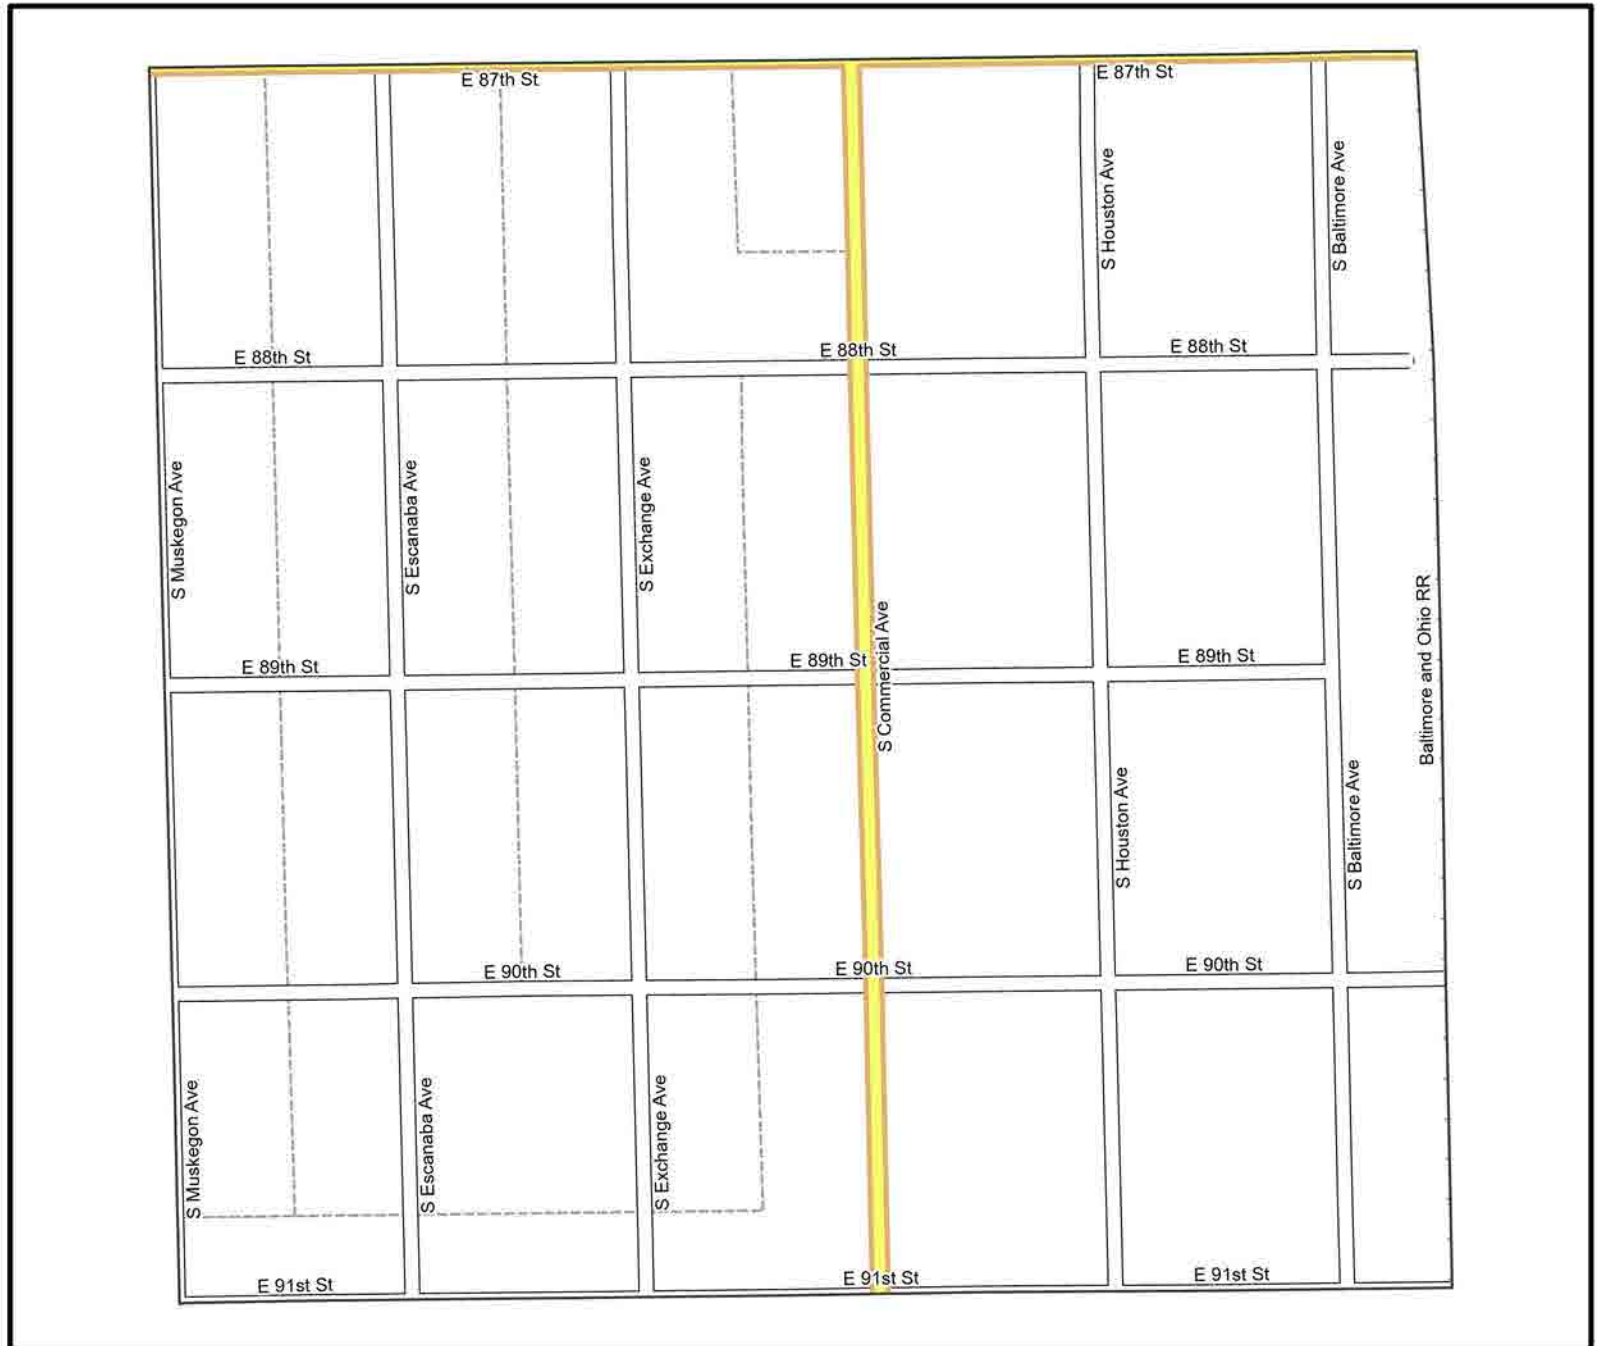 E 87th St
E 87th St
S Houston Ave
S Baltimore Ave
E 88th St
E 88th St
E 88th St
S Muskegon Ave
S Escanaba Ave
S Exchange Ave
S Commercial Ave
Baltimore and Ohio RR
E 89th St
E 89th St
E 89th St
S Houston Ave
S Baltimore Ave
E 90th St
E 90th St
E 90th St
S Muskegon Ave
S Escanaba Ave
S Exchange Ave
E 91st St
E 91st St
E 91st St